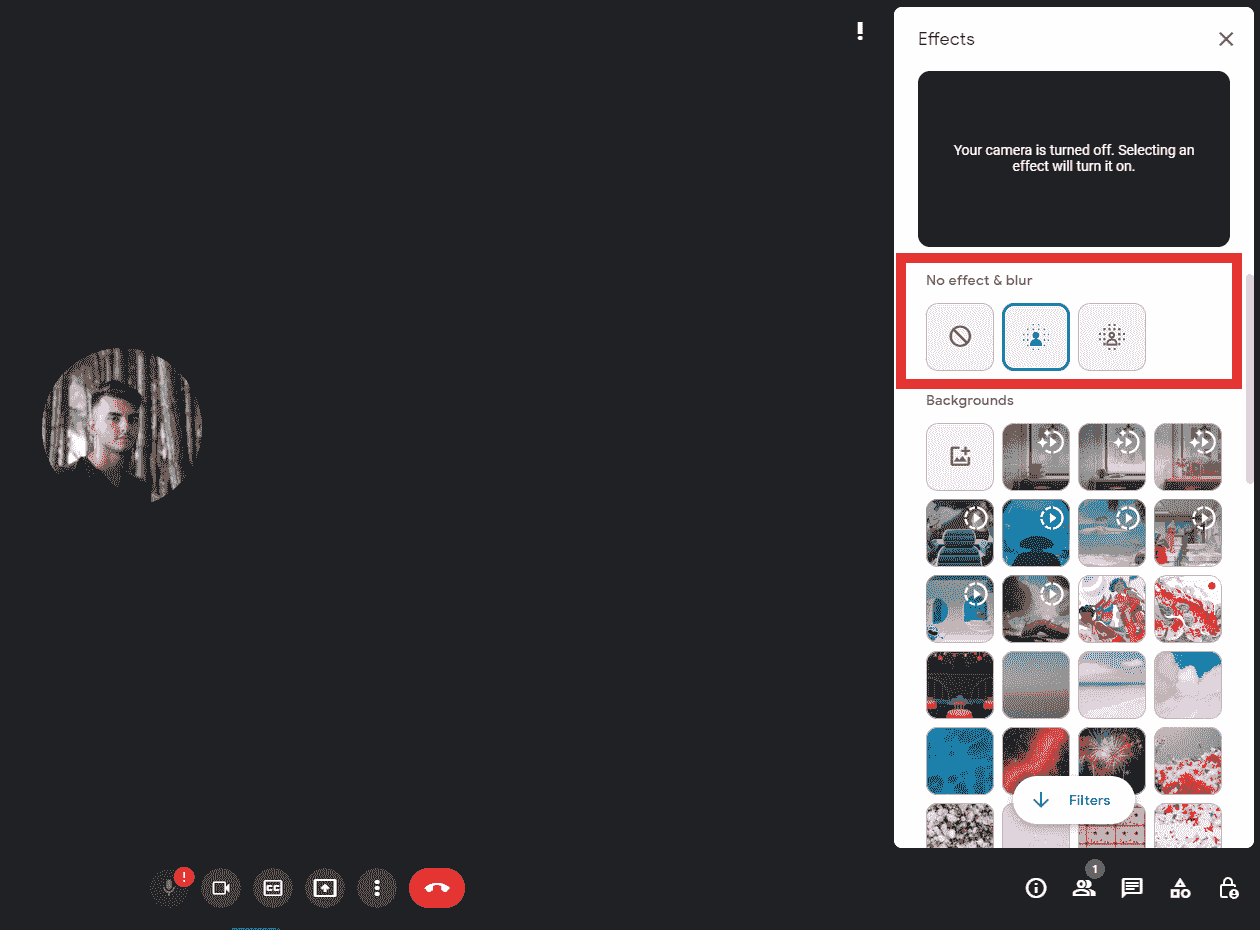 Effects
Your camera is turned off. Selecting an
effect will turn it on.
No effect & blur
Backgrounds
Filters
!
CC
1